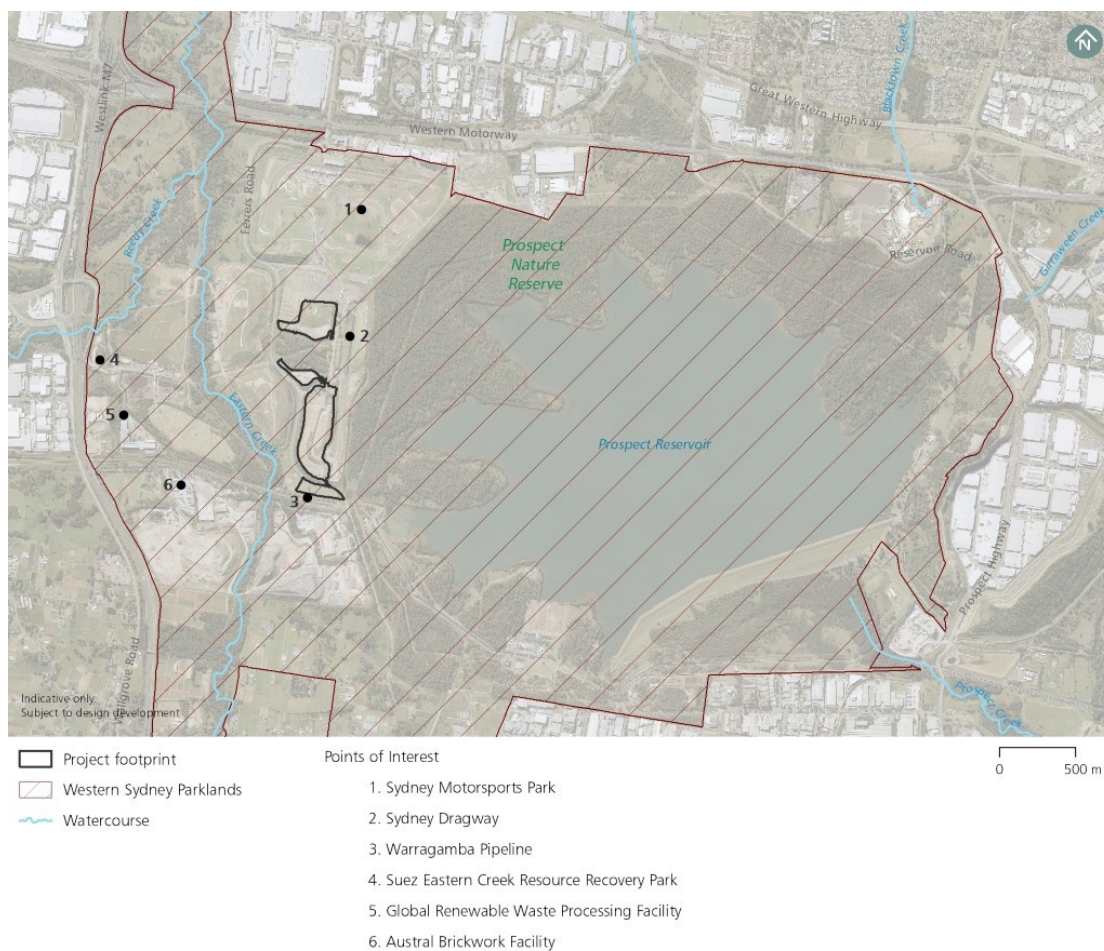 N
Westlink M7
Blacktown Creek
Great Western Highway
Western Motorway
Ferrers Road
Girraween Creek
1
Reedy Creek
Prospect
Nature
Reserve
Reservoir Road
2
4
5
Eastern Creek
Prospect Reservoir
6
3
Prospect Highway
Indicative only
Subject to design development
Wallgrove Road
Prospect Creek
Project footprint
Western Sydney Parklands
Watercourse
Points of Interest
1. Sydney Motorsports Park
2. Sydney Dragway
3. Warragamba Pipeline
4. Suez Eastern Creek Resource Recovery Park
5. Global Renewable Waste Processing Facility
6. Austral Brickwork Facility
0 500 m